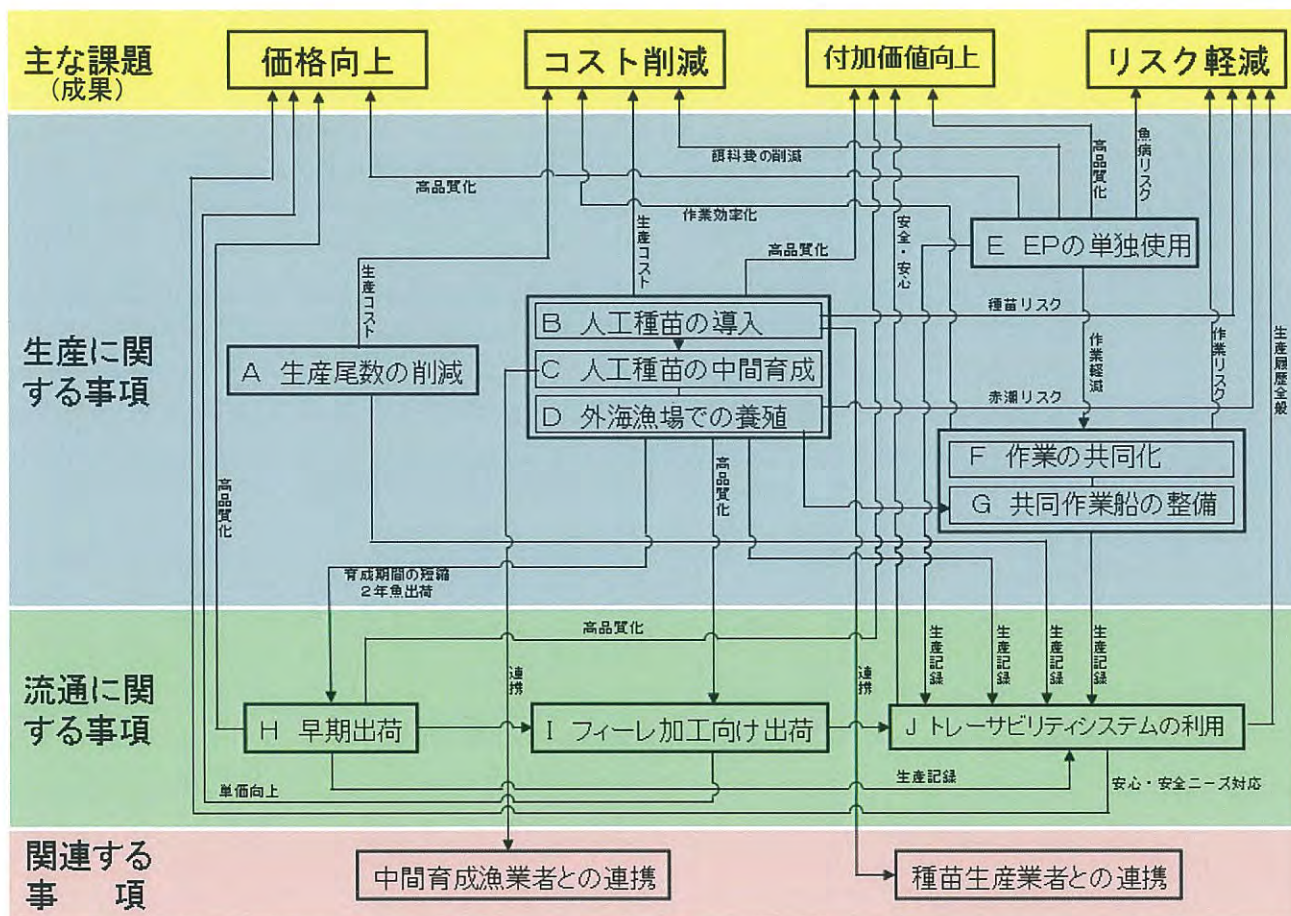 主な課題
(成果)
価格向上
コスト削減
付加価値向上
リスク軽減
生産に関
する事項
高品質化
餌料費の削減
作業効率化
高品質化
魚病リスク
生産コスト
生産コスト
高品質化
安全・安心
E EPの単独使用
A 生産尾数の削減
B 人工種苗の導入
C 人工種苗の中間育成
D 外海漁場での養殖
種苗リスク
赤潮リスク
作業軽減
作業リスク
生産履歴全般
F 作業の共同化
G 共同作業船の整備
高品質化
高品質化
育成期間の短縮
2年魚出荷
流通に関
する事項
高品質化
連携
連携
生産記録
生産記録
生産記録
生産記録
H 早期出荷
I フィーレ加工向け出荷
J トレーサビリティシステムの利用
単価向上
生産記録
安心・安全ニーズ対応
関連する
事 項
中間育成漁業者との連携
種苗生産業者との連携